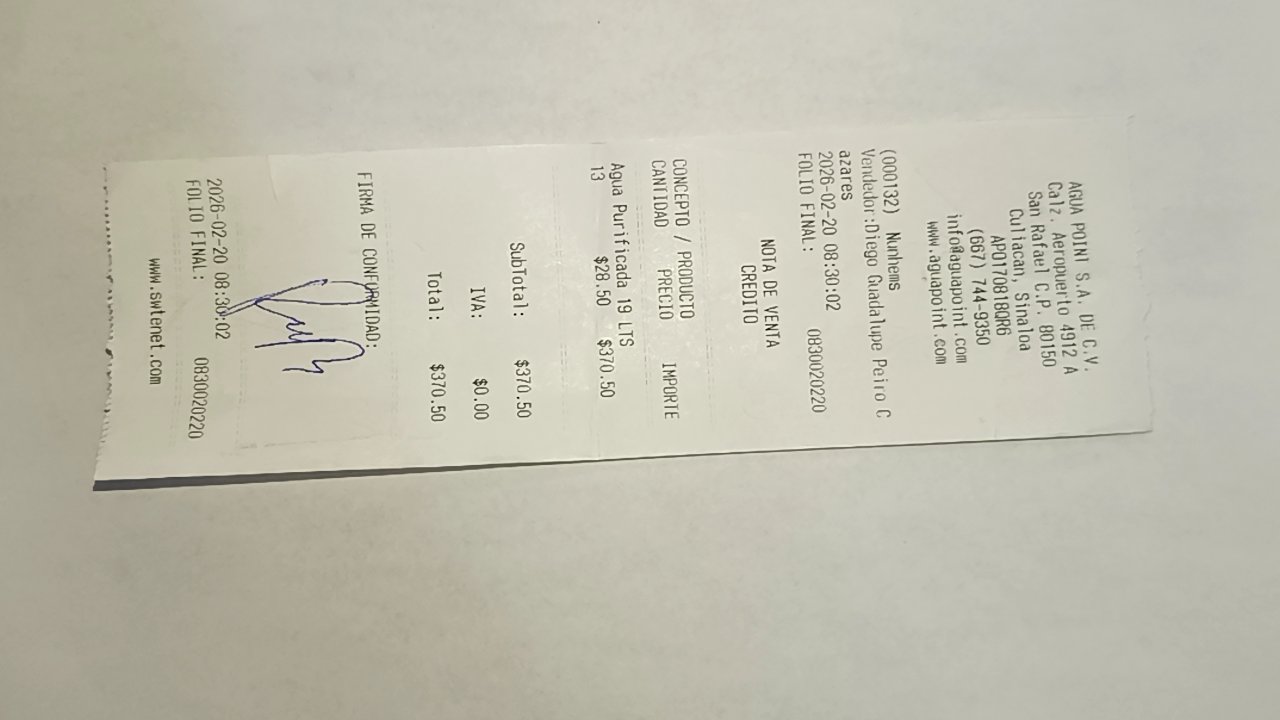 AGUA POINT S.A. DE C.V.
Calz. Aeropuerto 4912 A
San Rafael C.P. 80150
Culiacan, Sinaloa
APO170818QR6
(667) 744-9350
info@aguapoint.com
www.aguapoint.com
(000132) Nunhems
Vendedor:Diego Guadalupe Peiro C
azares
2026-02-20 08:30:02
FOLIO FINAL: 0830020220
NOTA DE VENTA
CREDITO
CONCEPTO / PRODUCTO
CANTIDAD PRECIO IMPORTE
Agua Purificada 19 LTS
13 $28.50 $370.50
SubTotal: $370.50
IVA: $0.00
Total: $370.50
FIRMA DE CONFORMIDAD:
2026-02-20 08:30:02
FOLIO FINAL: 0830020220
www.swternet.com